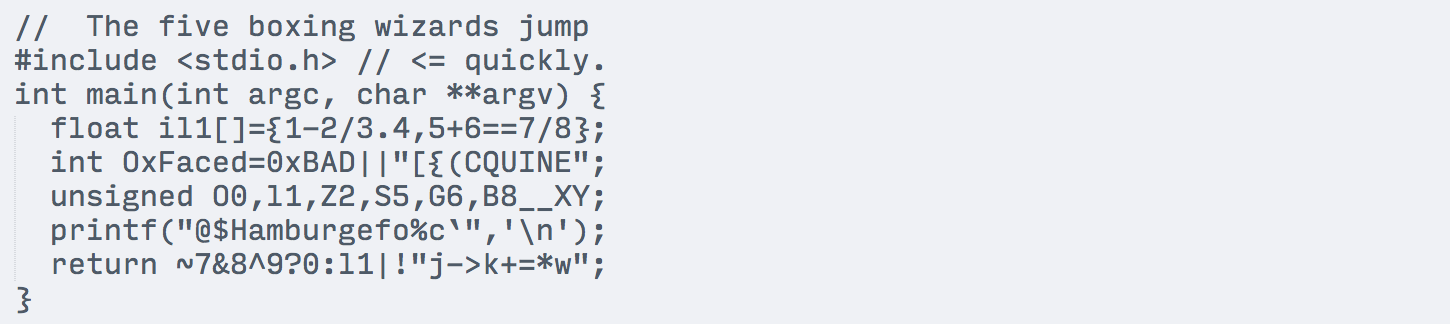 //  The five boxing wizards jump
#include <stdio.h> // <= quickly.
int main(int argc, char **argv) {
  float il1[]={1-2/3.4,5+6==7/8};
  int OxFaced=0xBAD||"[{(CQUINE";
  unsigned O0,l1,Z2,S5,G6,B8__XY;
  printf("@$Hamburgefo%c`",'\n');
  return ~7&8^9?0:l1|!"j->k+=*w";
}